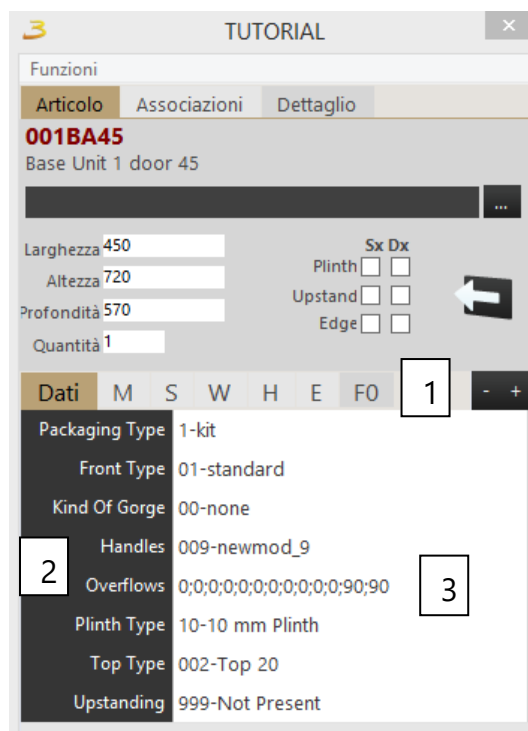 3 TUTORIAL ×
Funzioni
Articolo Associazioni Dettaglio
001BA45
Base Unit 1 door 45
...
Larghezza 450
Altezza 720
Profondità 570
Quantità 1
Sx Dx
Plinth
Upstand
Edge
Dati M S W H E F0 1 - +
Packaging Type 1-kit
Front Type 01-standard
Kind Of Gorge 00-none
Handles 009-newmod_9
2
Overflows 0;0;0;0;0;0;0;0;0;0;0;90;90
3
Plinth Type 10-10 mm Plinth
Top Type 002-Top 20
Upstanding 999-Not Present